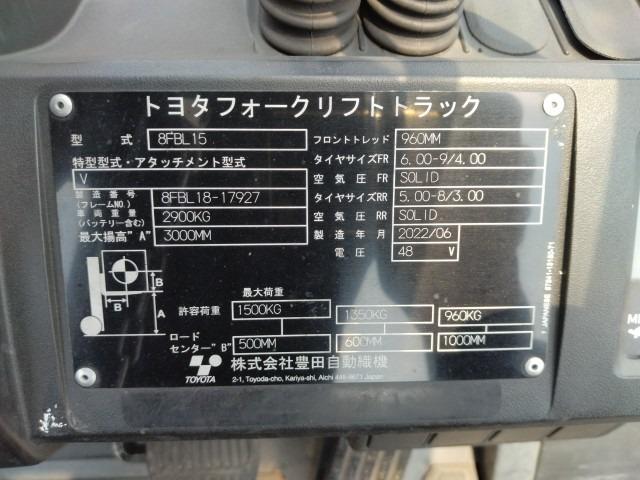 トヨタフォークリフトトラック
型式 8FBL15
フロントトレッド 960MM
特型型式・アタッチメント型式
V
タイヤサイズFR 6.00-9/4.00
空気圧FR SOLID
製造番号 (フレームNO.) 8FBL18-17927
タイヤサイズRR 5.00-8/3.00
車両重量 (バッテリー含む) 2900KG
空気圧RR SOLID
最大揚高"A" 3000MM
製造年月 2022/06
電圧 48 V
B
B
A
最大荷重
許容荷重 1500KG 1350KG 960KG
ロード
センター"B" 500MM 600MM 1000MM
TOYOTA
株式会社豊田自動織機
2-1, Toyoda-cho, Kariya-shi, Aichi 448-8671 Japan